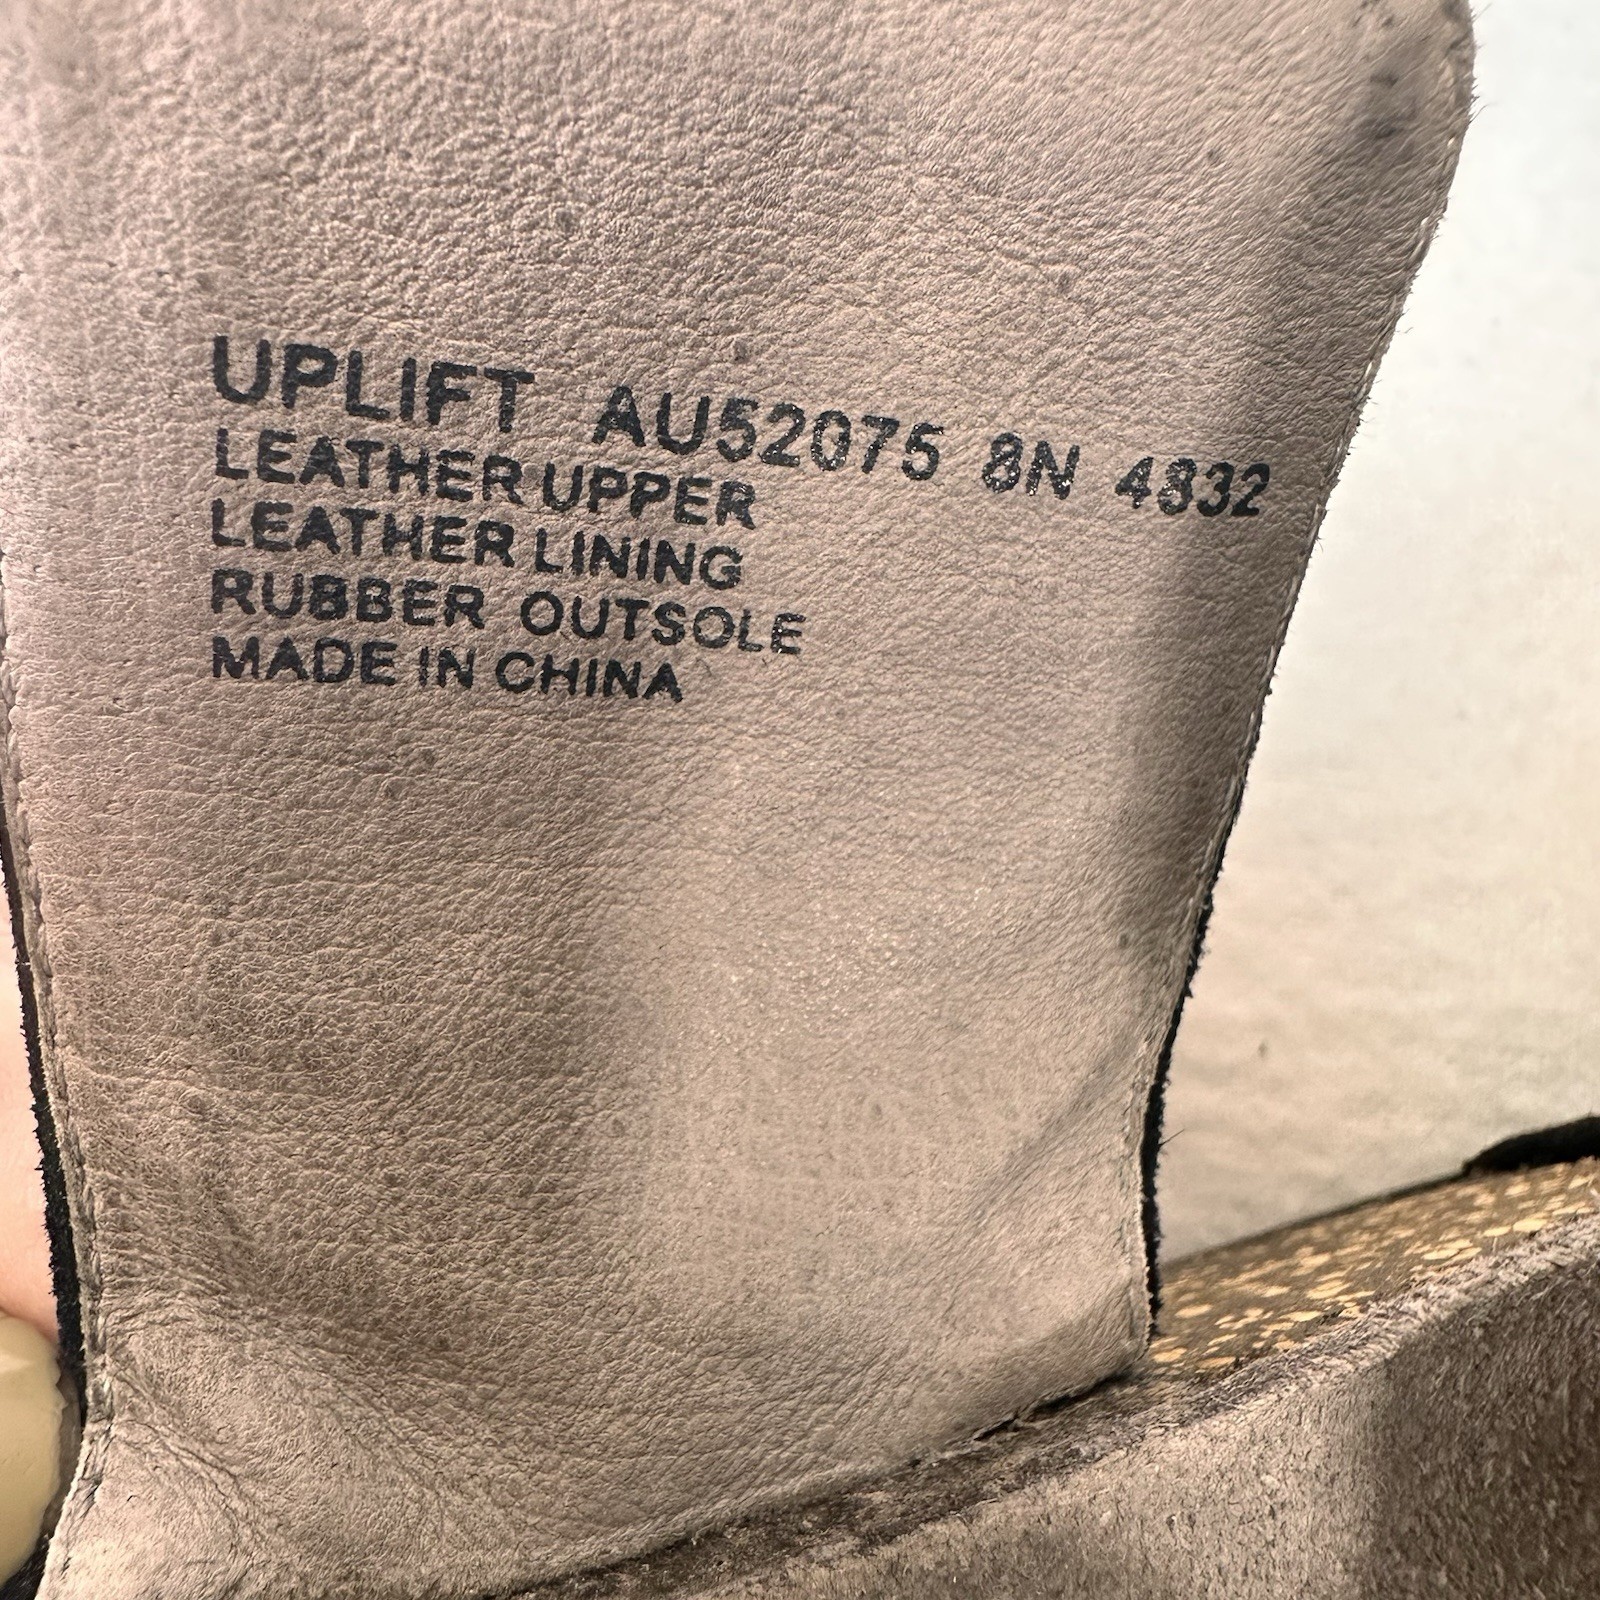 UPLIFT AU52075 8N 4832
LEATHER UPPER
LEATHER LINING
RUBBER OUTSOLE
MADE IN CHINA